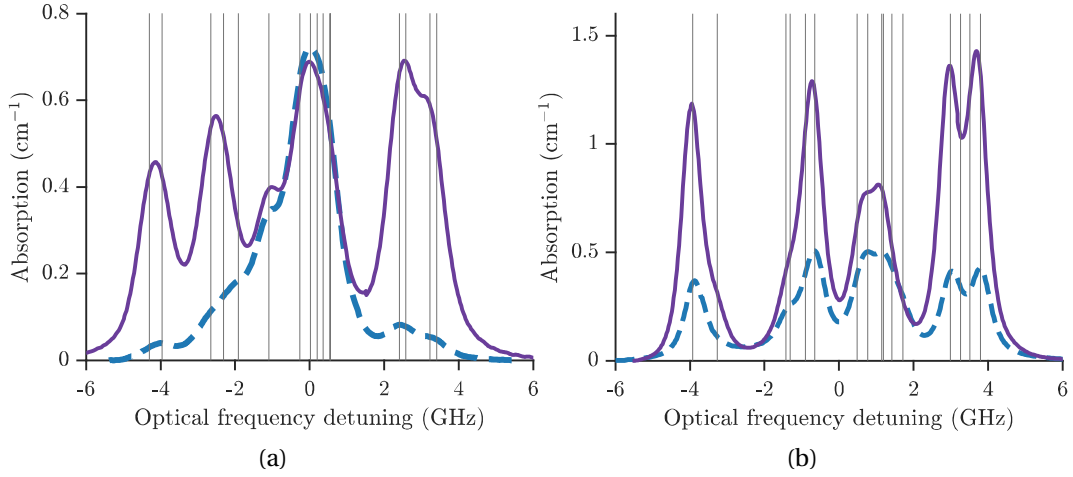 0.8
0.6
0.4
0.2
0
Absorption (cm⁻¹)
-6 -4 -2 0 2 4 6
Optical frequency detuning (GHz)
(a)
1.5
1
0.5
0
Absorption (cm⁻¹)
-6 -4 -2 0 2 4 6
Optical frequency detuning (GHz)
(b)